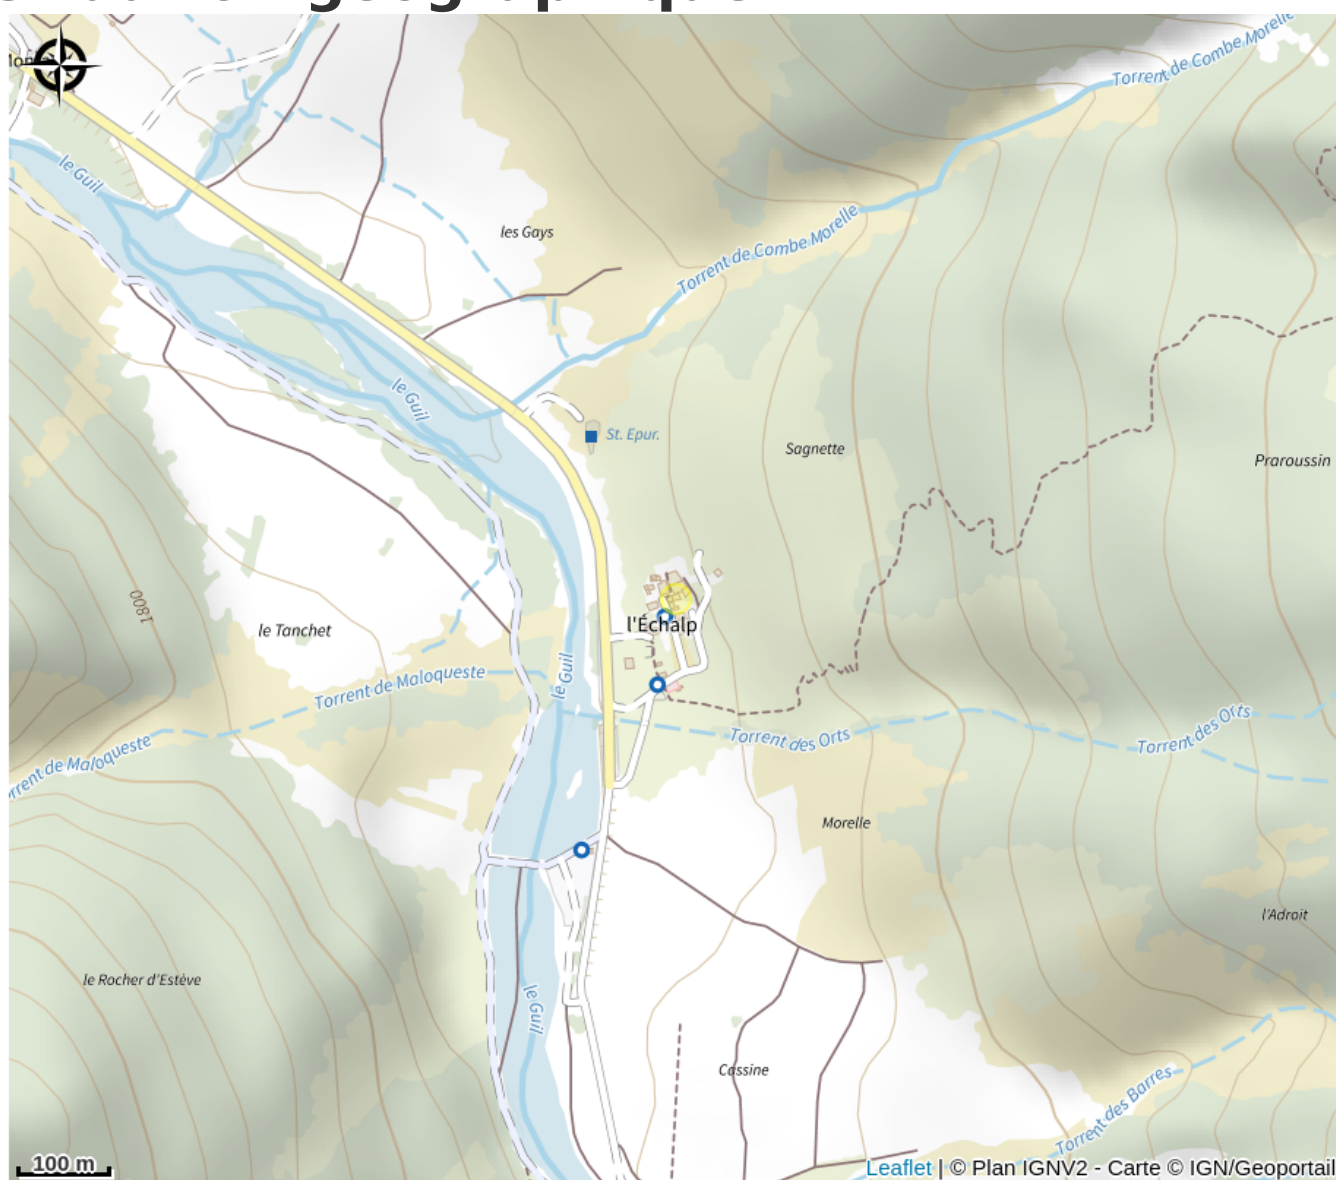 Torrent de Combe Morelle
le Guil
les Gays
Torrent de Combe Morelle
le Guil
St. Epur.
Sagnette
Praroussin
1800
le Tanchet
l'Échalp
le Guil
Torrent de Maloqueste
Torrent des Orts
Torrent des Orts
Torrent de Maloqueste
Morelle
l'Adroit
le Rocher d'Estève
le Guil
Cassine
Torrent des Barres
100 m
Leaflet | © Plan IGNV2 - Carte © IGN/Geoportail